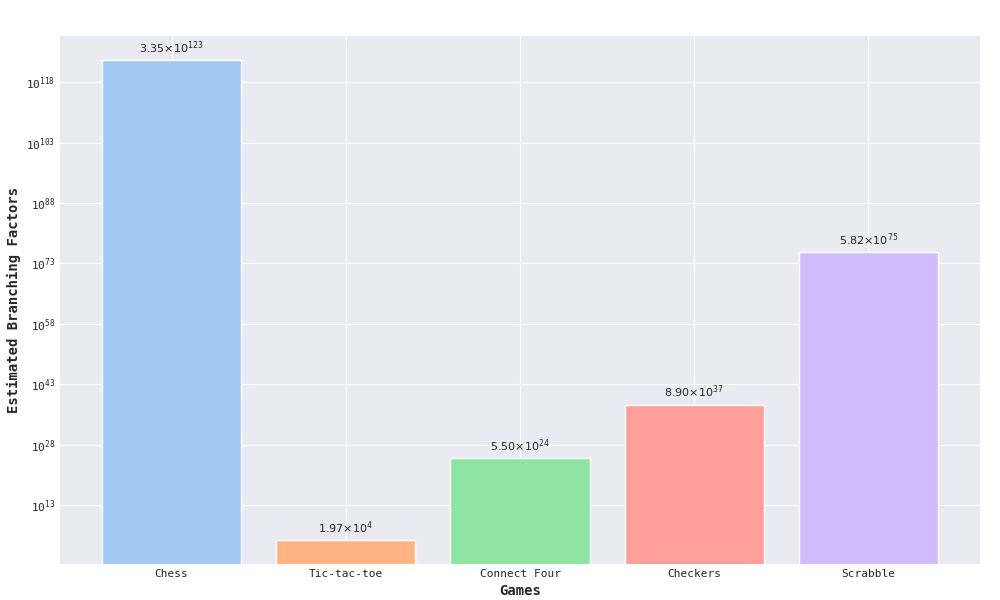 3.35×10^123
10^118
10^103
10^88
5.82×10^75
10^73
10^58
10^43
8.90×10^37
10^28
5.50×10^24
10^13
1.97×10^4
Estimated Branching Factors
Chess
Tic-tac-toe
Connect Four
Checkers
Scrabble
Games